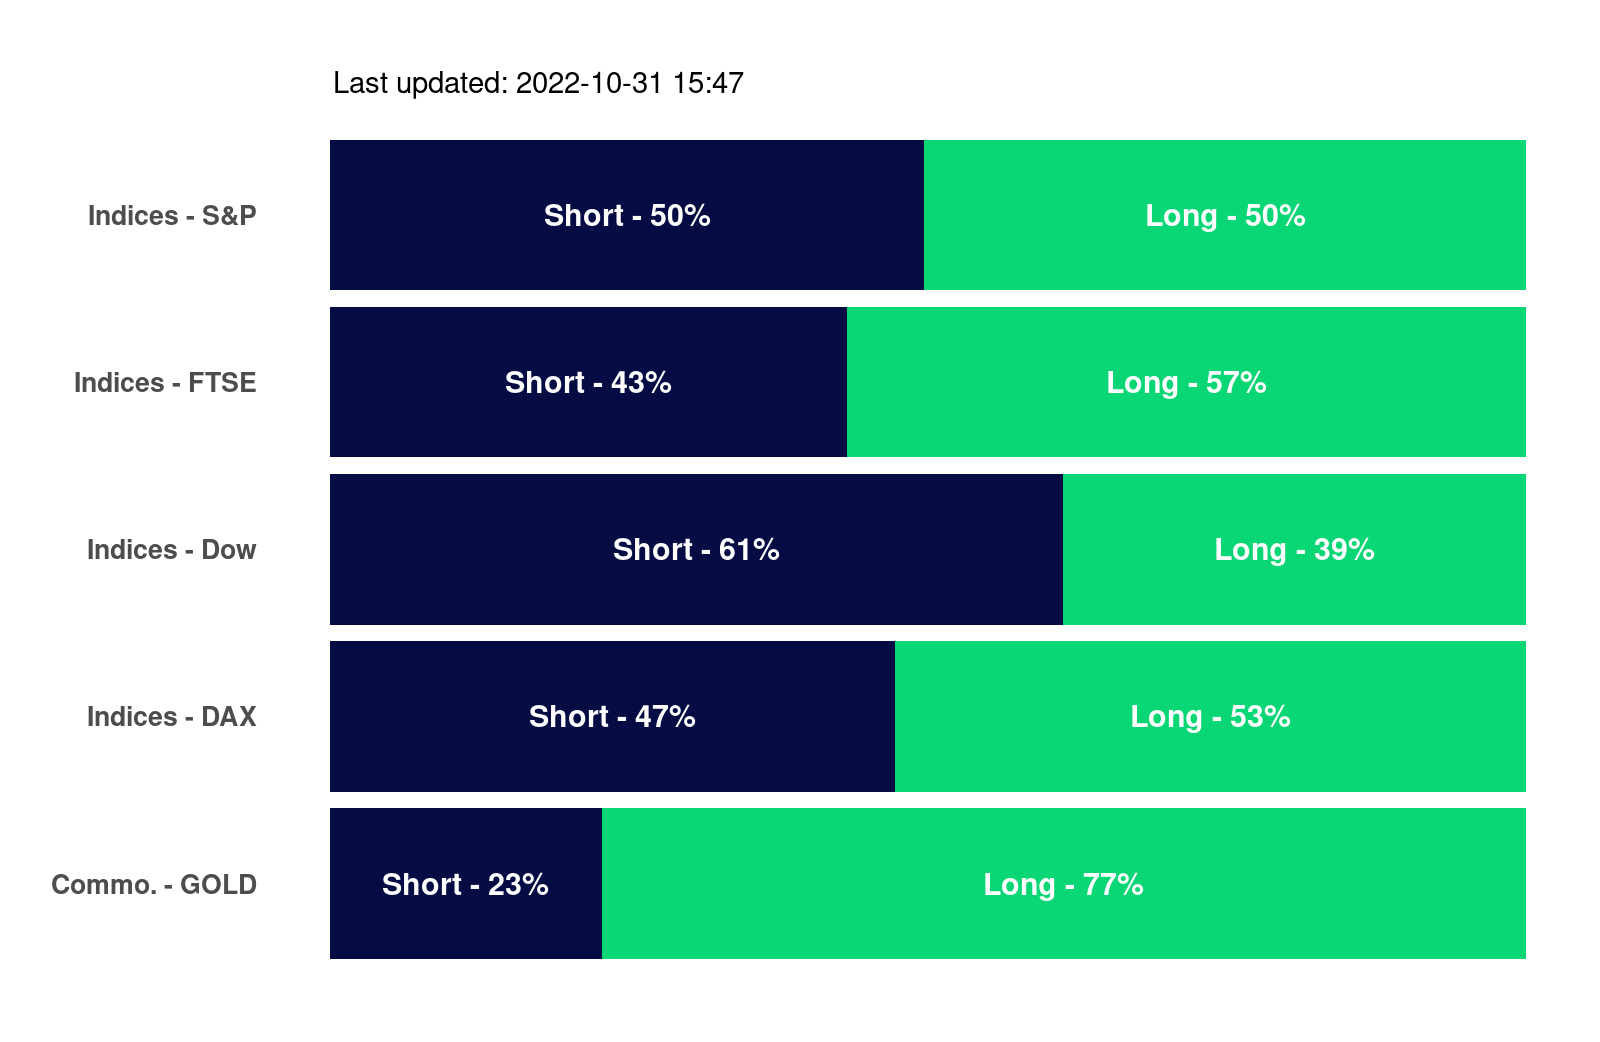 Last updated: 2022-10-31 15:47
Indices - S&P Short - 50% Long - 50%
Indices - FTSE Short - 43% Long - 57%
Indices - Dow Short - 61% Long - 39%
Indices - DAX Short - 47% Long - 53%
Commo. - GOLD Short - 23% Long - 77%